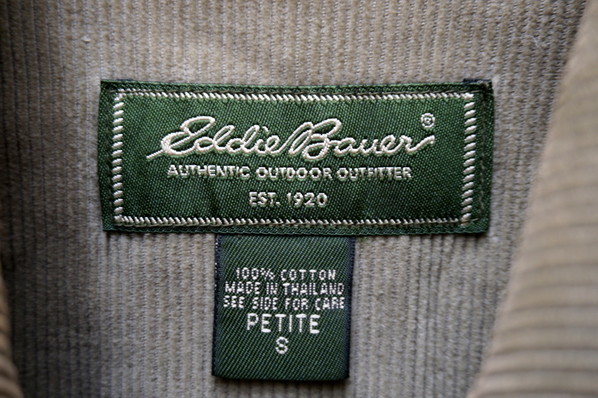 Eddie Bauer®
AUTHENTIC OUTDOOR OUTFITTER
EST. 1920
100% COTTON
MADE IN THAILAND
SEE SIDE FOR CARE
PETITE
S